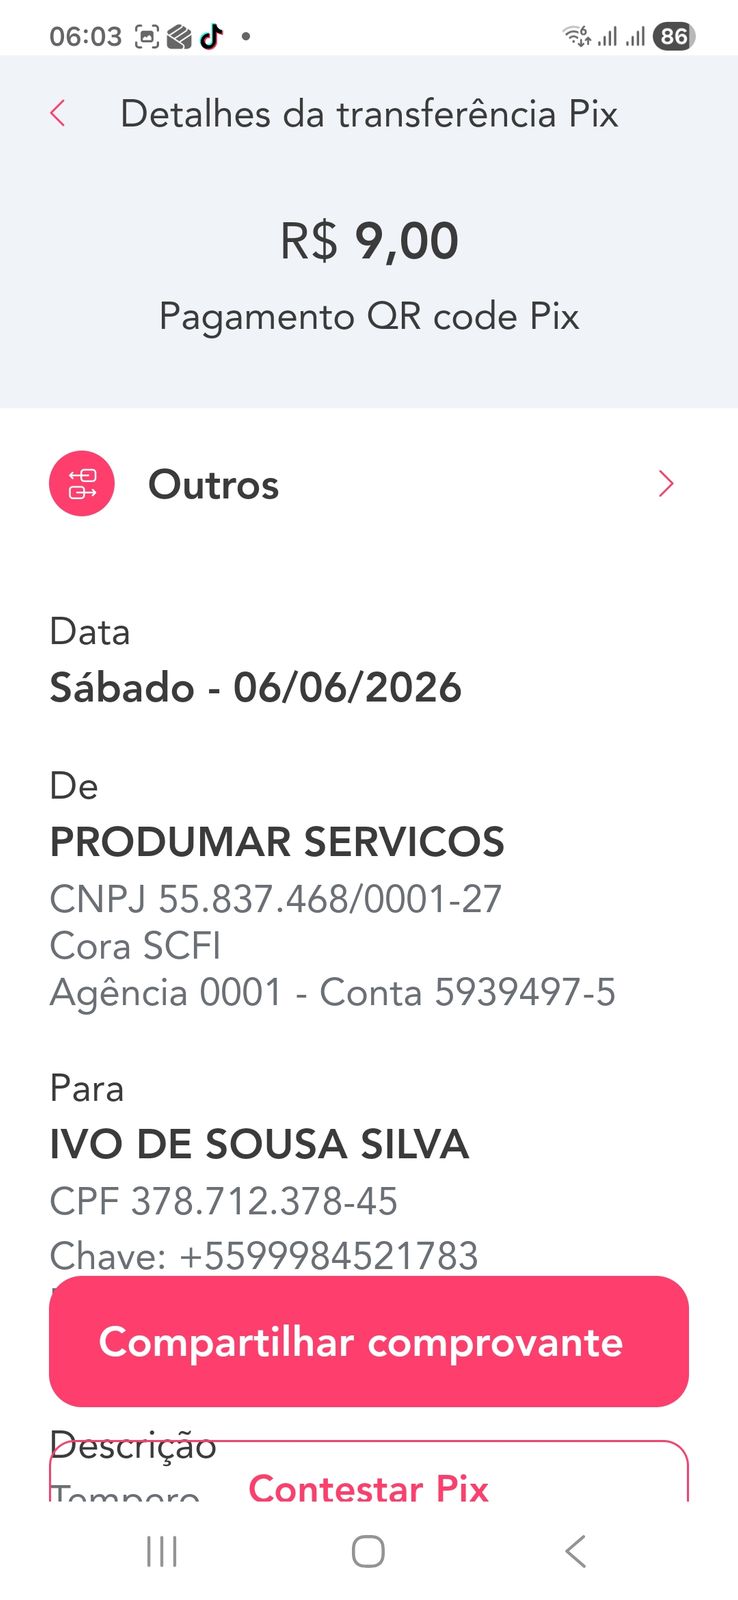 06:03
86
Detalhes da transferência Pix
R$ 9,00
Pagamento QR code Pix
Outros
Data
Sábado - 06/06/2026
De
PRODUMAR SERVICOS
CNPJ 55.837.468/0001-27
Cora SCFI
Agência 0001 - Conta 5939497-5
Para
IVO DE SOUSA SILVA
CPF 378.712.378-45
Chave: +5599984521783
Compartilhar comprovante
Descrição
Tempero
Contestar Pix